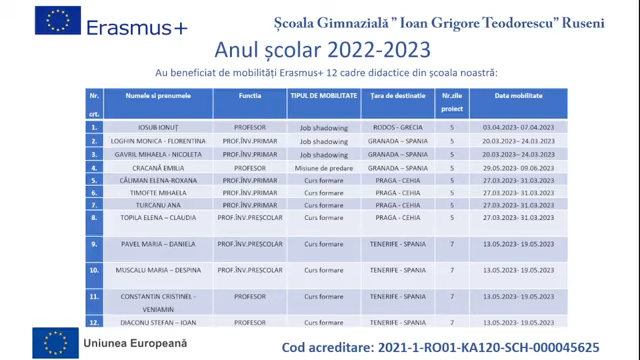 Erasmus+
Școala Gimnazială ” Ioan Grigore Teodorescu” Ruseni
Anul școlar 2022-2023
Au beneficiat de mobilități Erasmus+ 12 cadre didactice din școala noastră:
Nr. crt. Numele si prenumele Functia TIPUL DE MOBILITATE Țara de destinatie Nr.zile proiect Data mobilitate
1. IOSUB IONUȚ PROFESOR Job shadowing RODOS - GRECIA 5 03.04.2023- 07.04.2023
2. LOGHIN MONICA - FLORENTINA PROF.ÎNV.PRIMAR Job shadowing GRANADA – SPANIA 5 20.03.2023– 24.03.2023
3. GAVRIL MIHAELA - NICOLETA PROF.ÎNV.PRIMAR Job shadowing GRANADA – SPANIA 5 20.03.2023– 24.03.2023
4. CRACANĂ EMILIA PROFESOR Misiune de predare GRANADA – SPANIA 5 29.05.2023- 09.06.2023
5. CĂLIMAN ELENA-ROXANA PROF.ÎNV.PRIMAR Curs formare PRAGA - CEHIA 5 27.03.2023- 31.03.2023
6. TIMOFTE MIHAELA PROF.ÎNV.PRIMAR Curs formare PRAGA - CEHIA 5 27.03.2023- 31.03.2023
7. TURCANU ANA PROF.ÎNV.PRIMAR Curs formare PRAGA - CEHIA 5 27.03.2023- 31.03.2023
8. TOPILA ELENA – CLAUDIA PROF.ÎNV.PREȘCOLAR Curs formare PRAGA - CEHIA 5 27.03.2023- 31.03.2023
9. PAVEL MARIA – DANIELA PROF.ÎNV.PREȘCOLAR Curs formare TENERIFE - SPANIA 7 13.05.2023- 19.05.2023
10. MUSCALU MARIA – DESPINA PROF.ÎNV.PREȘCOLAR Curs formare TENERIFE - SPANIA 7 13.05.2023- 19.05.2023
11. CONSTANTIN CRISTINEL - VENIAMIN PROFESOR Curs formare TENERIFE - SPANIA 7 13.05.2023- 19.05.2023
12. DIACONU STEFAN – IOAN PROFESOR Curs formare TENERIFE - SPANIA 7 13.05.2023- 19.05.2023
Uniunea Europeană
Cod acreditare: 2021-1-RO01-KA120-SCH-000045625